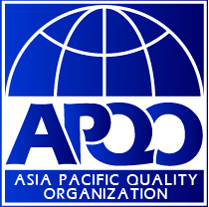 APQO
ASIA PACIFIC QUALITY
ORGANIZATION